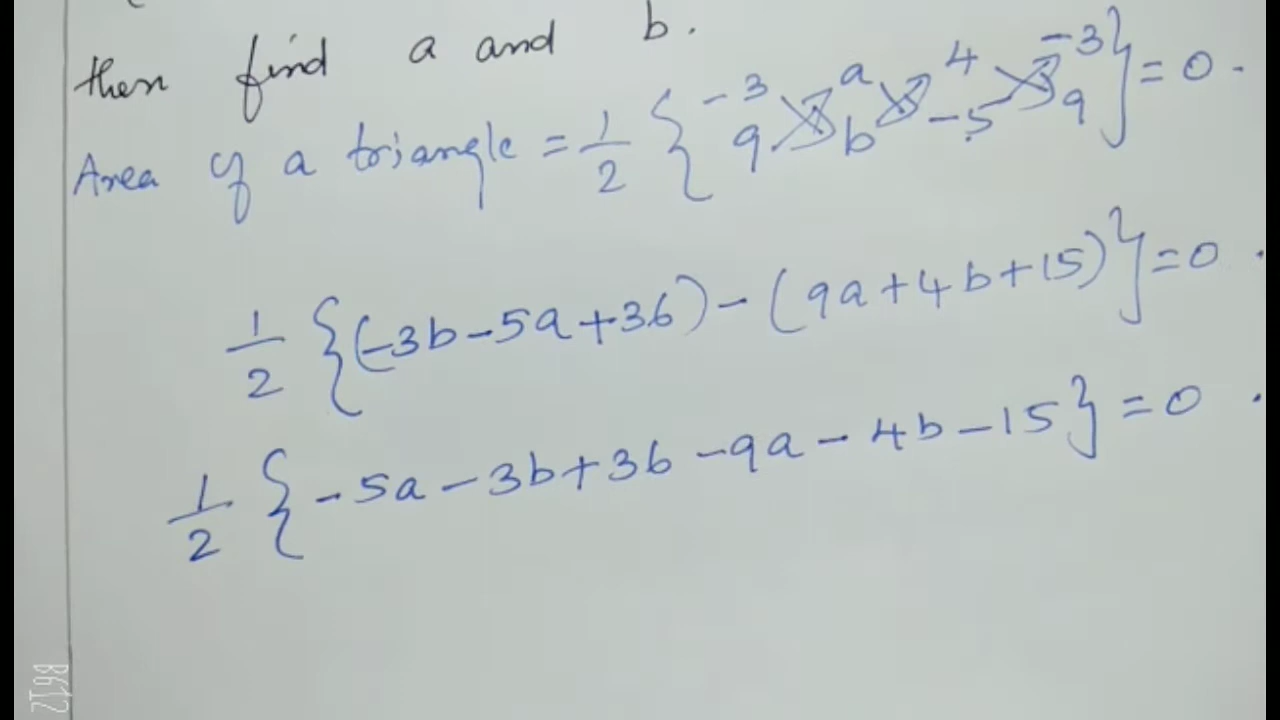 then find a and b.
Area of a triangle = 1/2 { -3 a 4 -3 } = 0.
9 b -5 9
1/2 {(-3b-5a+36) - (9a+4b+15)} = 0.
1/2 { -5a - 3b + 36 - 9a - 4b - 15} = 0.
B612